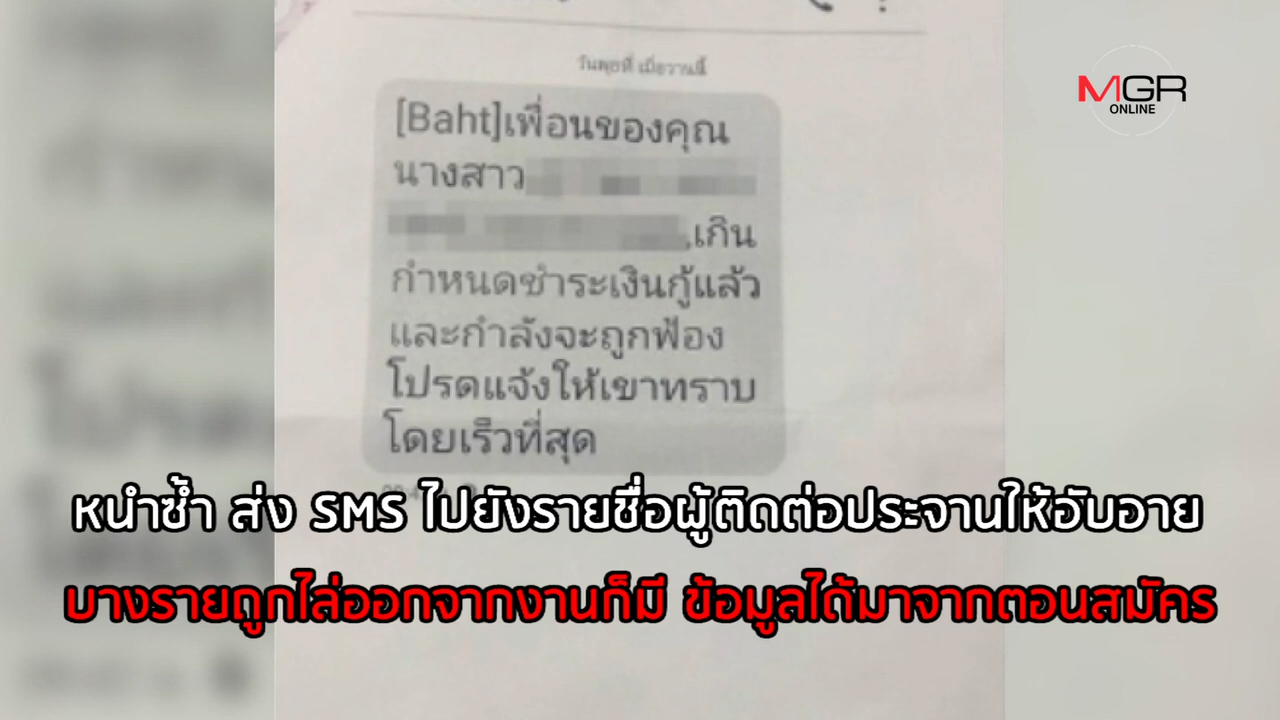 MGR
ONLINE
วันพุธที่ เมื่อวานนี้
[Baht]เพื่อนของคุณ
นางสาว
,เกิน
กำหนดชำระเงินกู้แล้ว
และกำลังจะถูกฟ้อง
โปรดแจ้งให้เขาทราบ
โดยเร็วที่สุด
หนำซ้ำ ส่ง SMS ไปยังรายชื่อผู้ติดต่อประจานให้อับอาย
บางรายถูกไล่ออกจากงานก็มี ข้อมูลได้มาจากตอนสมัคร